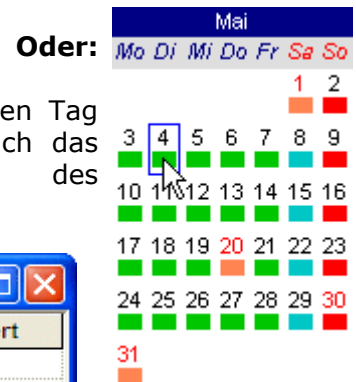 Oder:
en Tag
ch das
des
ert
Mai
Mo Di Mi Do Fr Sa So
1 2
3 4 5 6 7 8 9
10 11 12 13 14 15 16
17 18 19 20 21 22 23
24 25 26 27 28 29 30
31